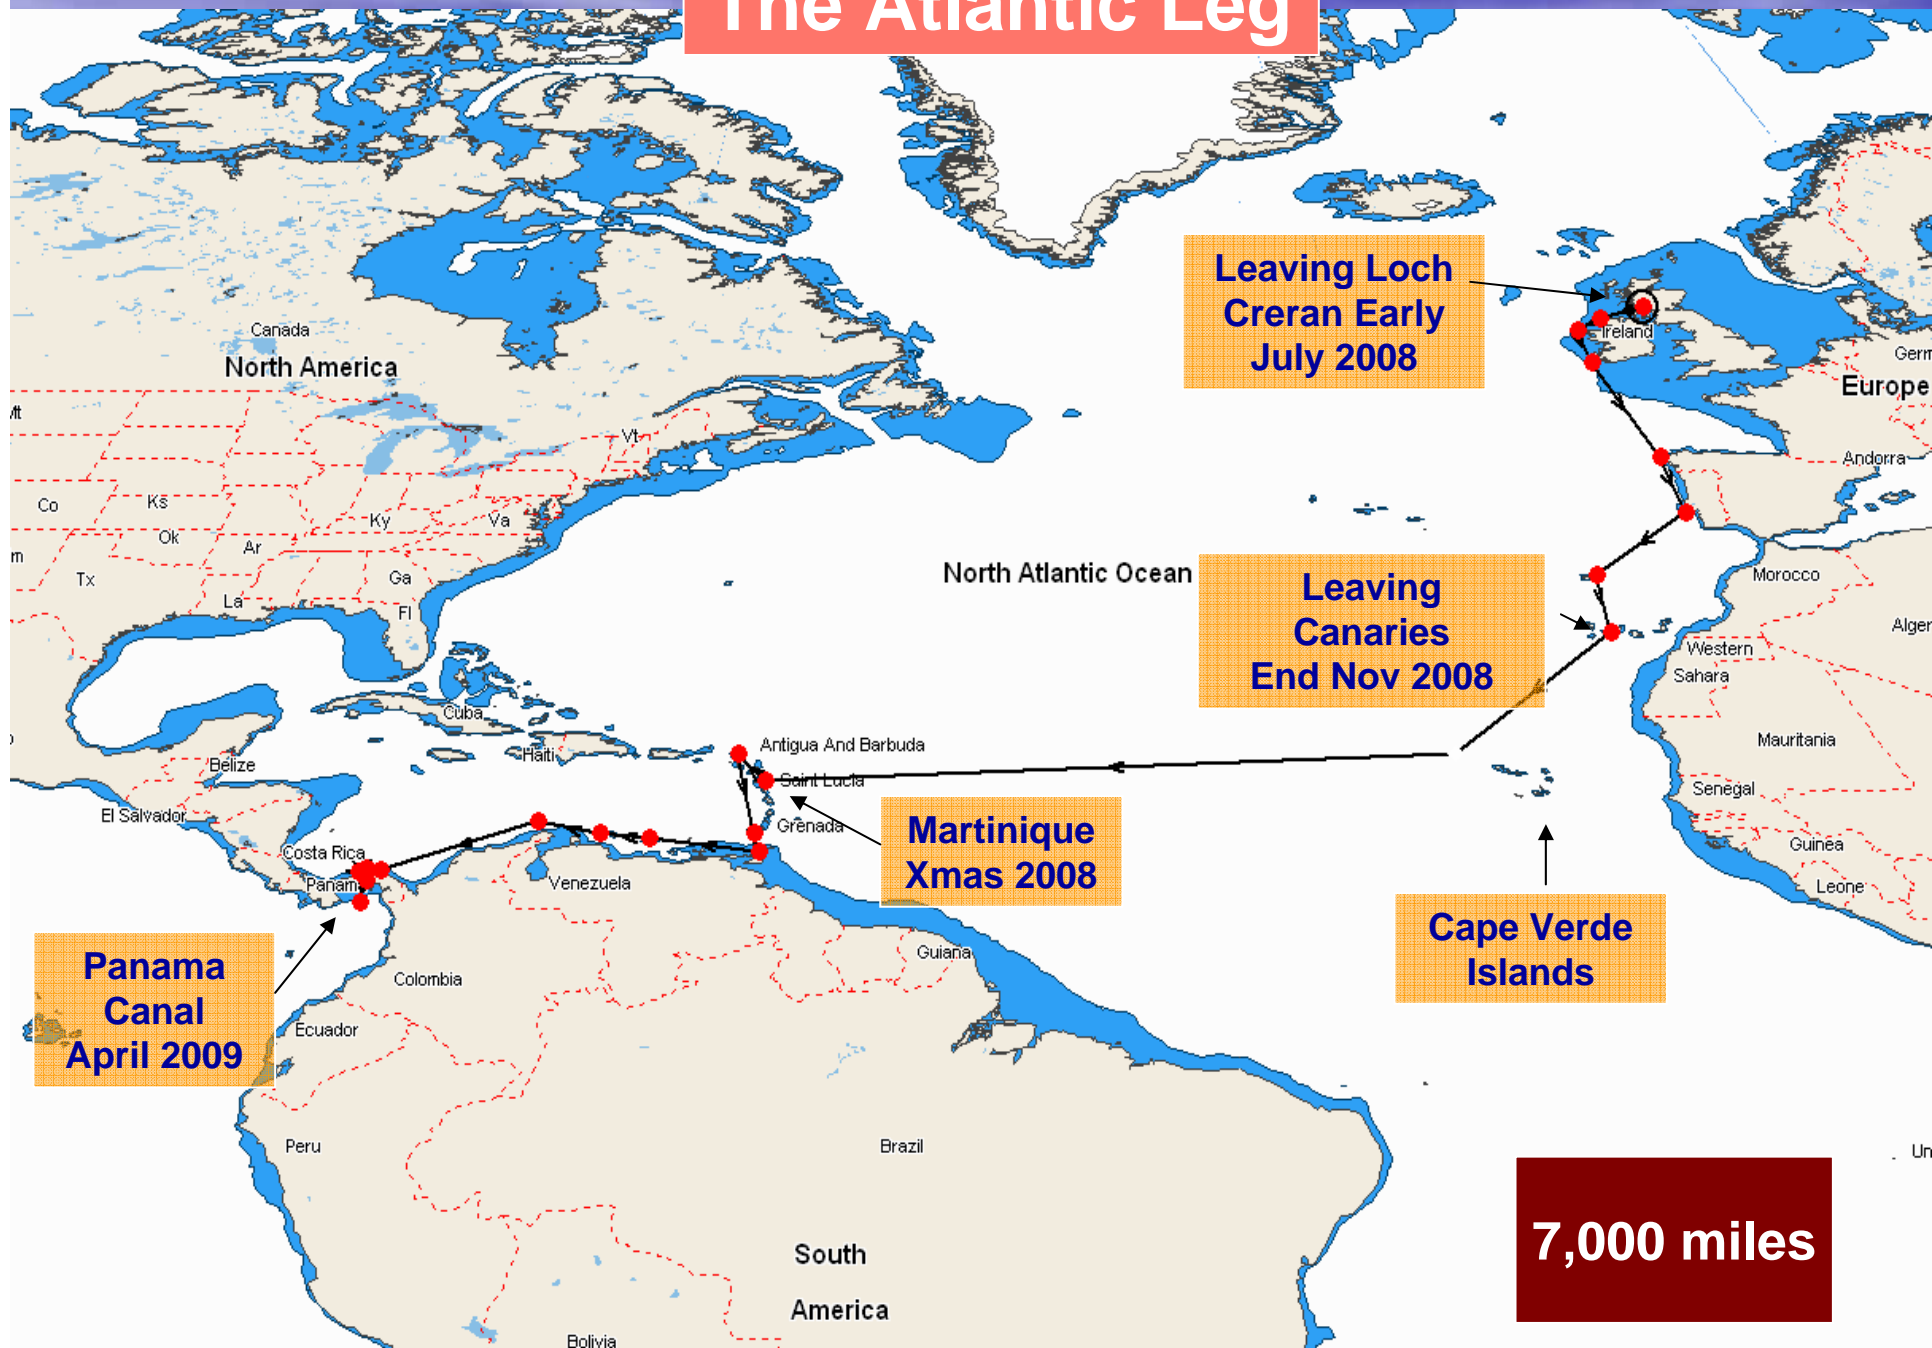 The Atlantic Leg
Leaving Loch
Creran Early
July 2008
Ireland
Canada
North America
Germ
Europe
Vt
Andorra
Co
Ks
Ky
Va
Ok
Ar
Tx
Ga
La
Fl
North Atlantic Ocean
Morocco
Leaving
Canaries
End Nov 2008
Alger
Western
Sahara
Cuba
Mauritania
Antigua And Barbuda
Haiti
Belize
Saint Lucia
Senegal
El Salvador
Grenada
Martinique
Xmas 2008
Guinea
Costa Rica
Panam
Venezuela
Leone
Cape Verde
Islands
Guiana
Colombia
Panama
Canal
April 2009
Ecuador
Peru
Brazil
Un
7,000 miles
South
America
Bolivia